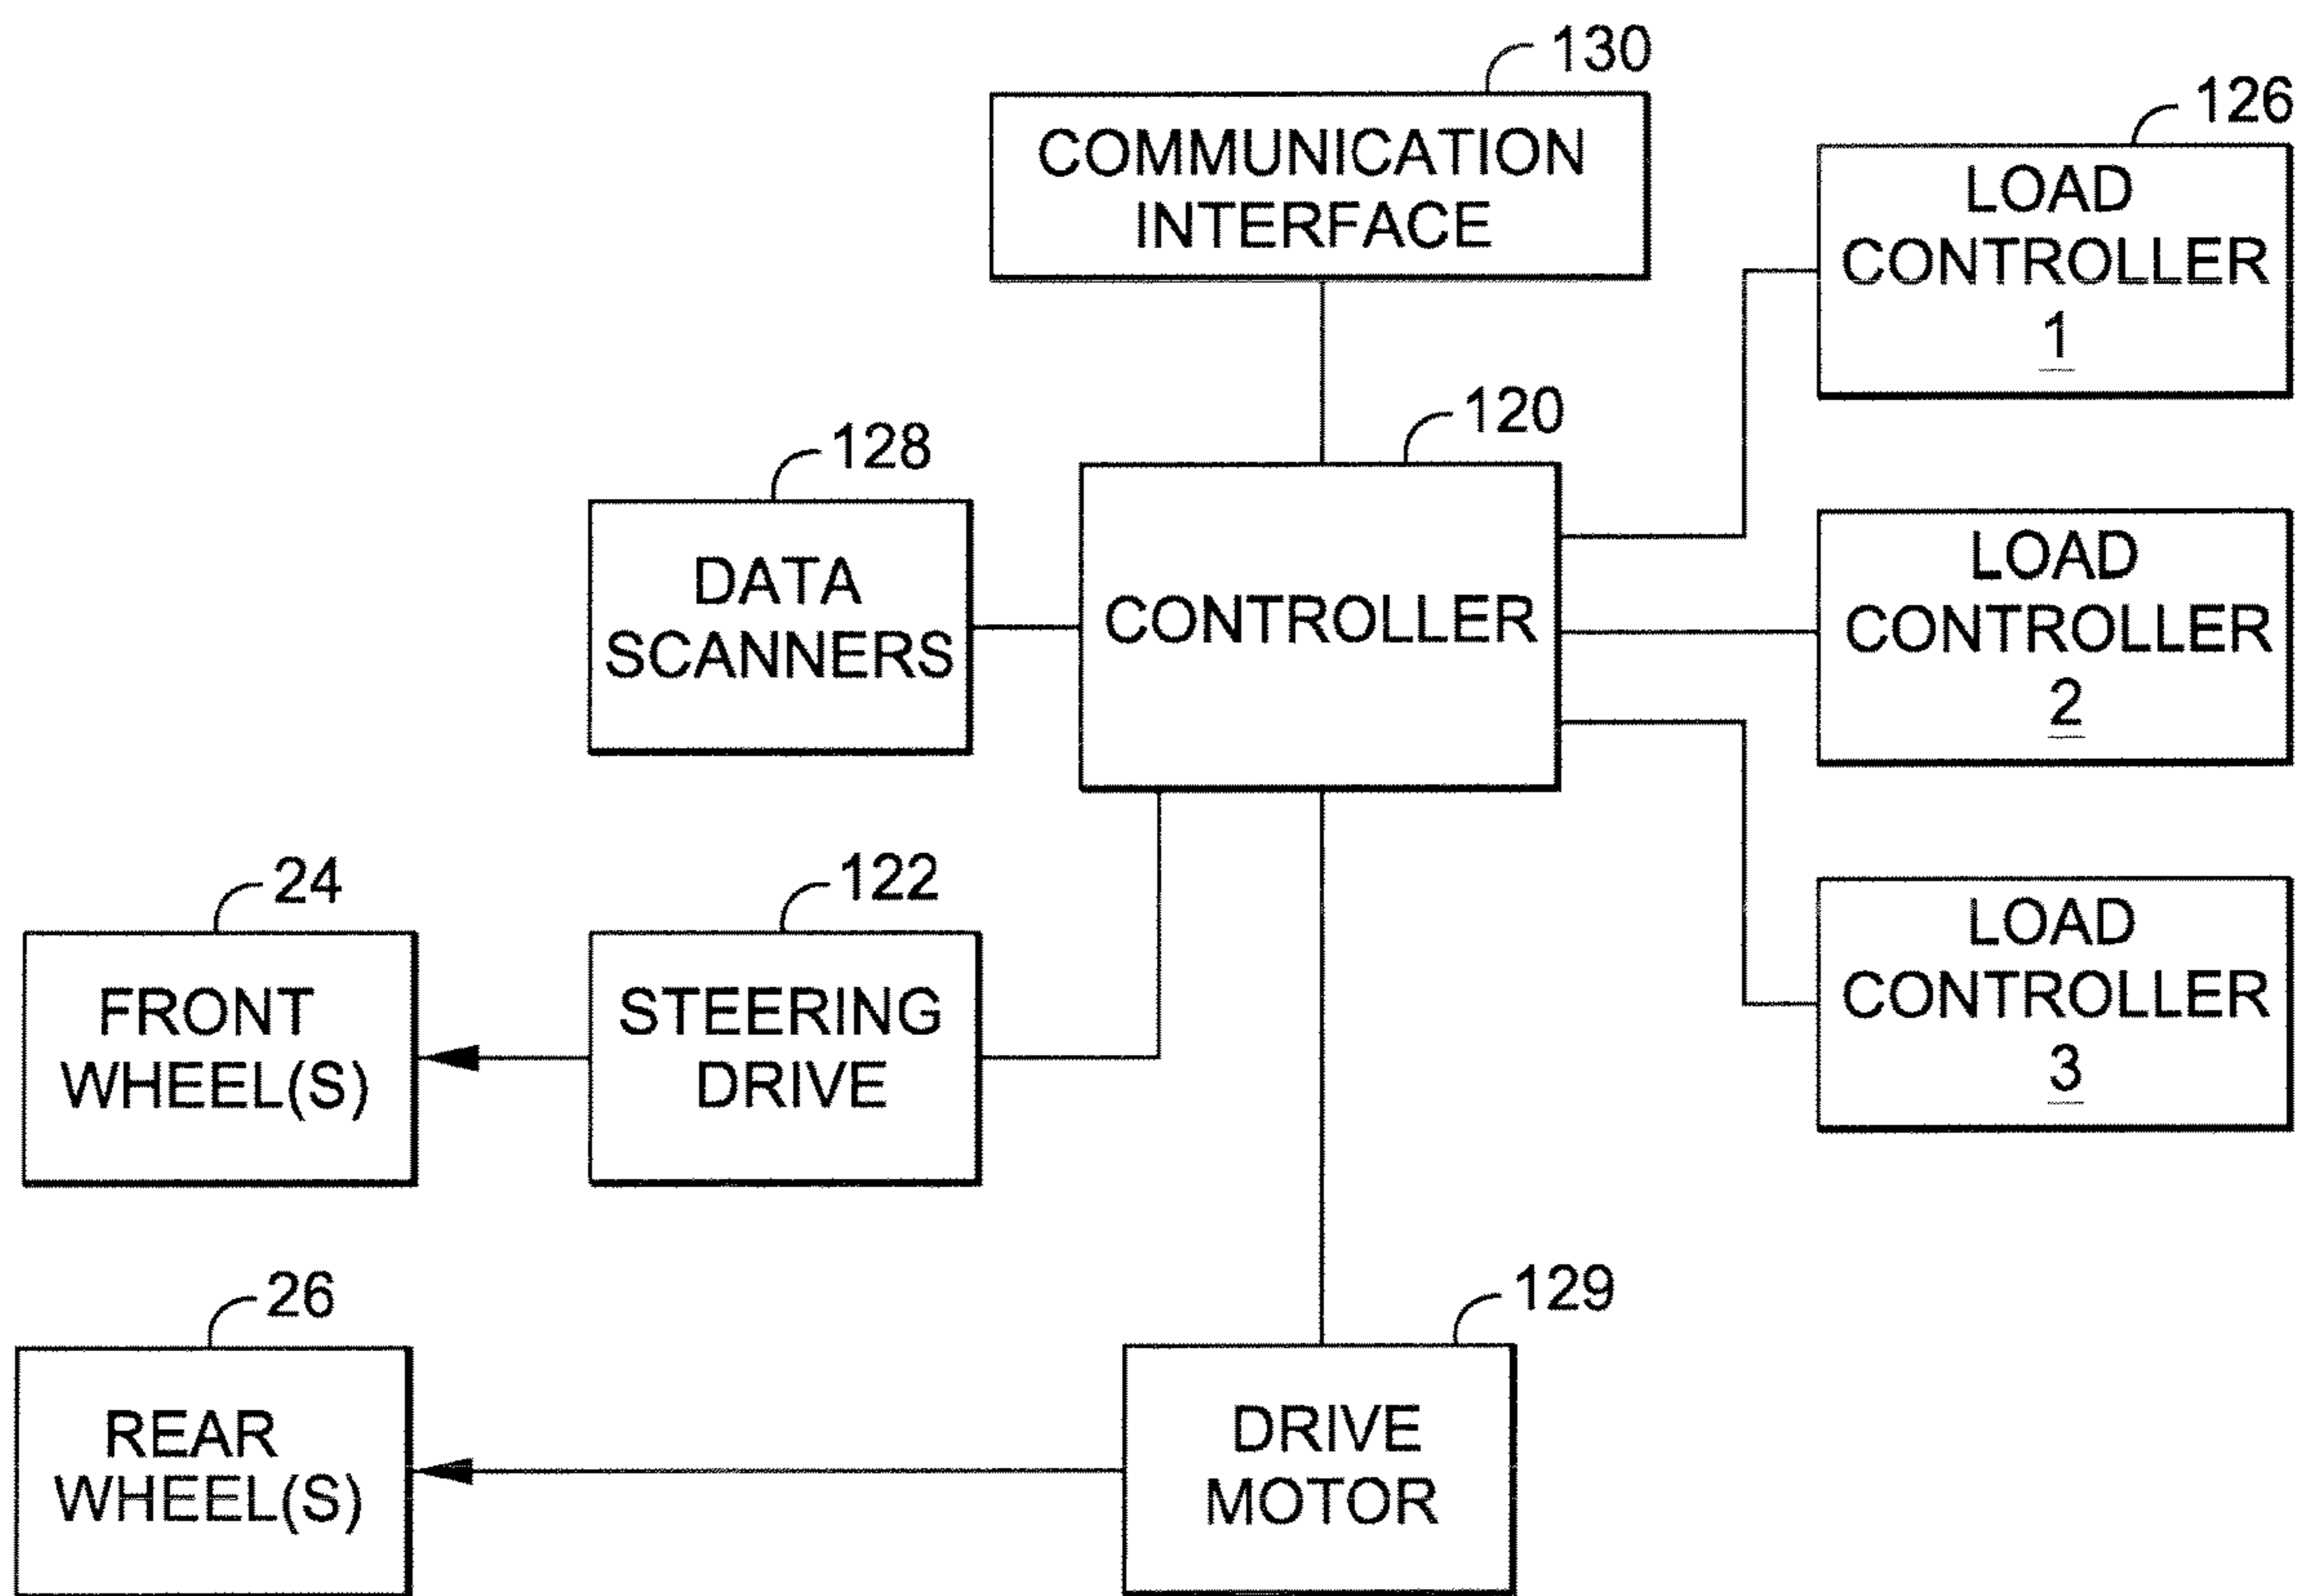 130
COMMUNICATION
INTERFACE
126
LOAD
CONTROLLER
1
120
CONTROLLER
128
DATA
SCANNERS
LOAD
CONTROLLER
2
24
FRONT
WHEEL(S)
122
STEERING
DRIVE
LOAD
CONTROLLER
3
26
REAR
WHEEL(S)
129
DRIVE
MOTOR